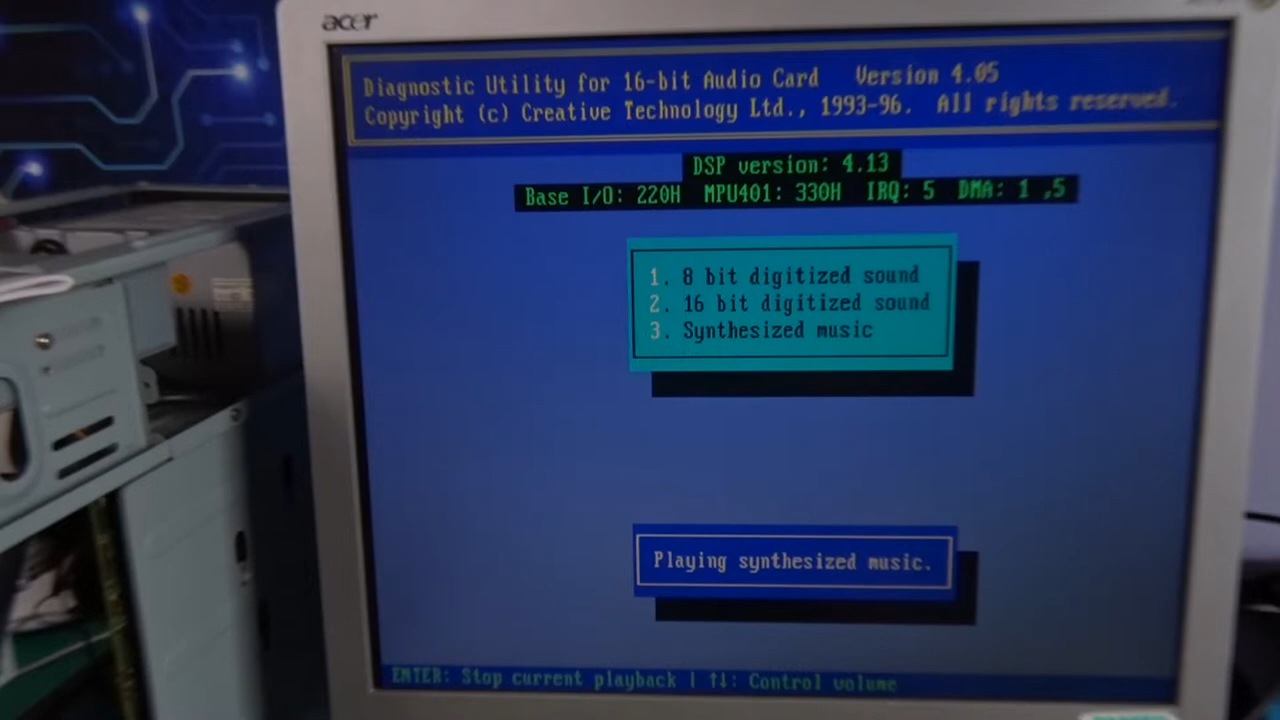 acer
Diagnostic Utility for 16-bit Audio Card   Version 4.05
Copyright (c) Creative Technology Ltd., 1993-96.  All rights reserved.
DSP version: 4.13
Base I/O: 220H  MPU401: 330H  IRQ: 5  DMA: 1 ,5
1. 8 bit digitized sound
2. 16 bit digitized sound
3. Synthesized music
Playing synthesized music.
ENTER: Stop current playback | ↑↓: Control volume